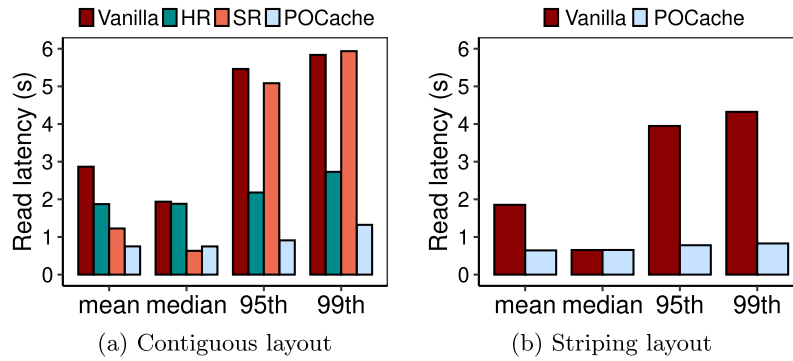 Vanilla HR SR POCache
Read latency (s)
6
5
4
3
2
1
0
mean median 95th 99th
(a) Contiguous layout
Vanilla POCache
Read latency (s)
6
5
4
3
2
1
0
mean median 95th 99th
(b) Striping layout